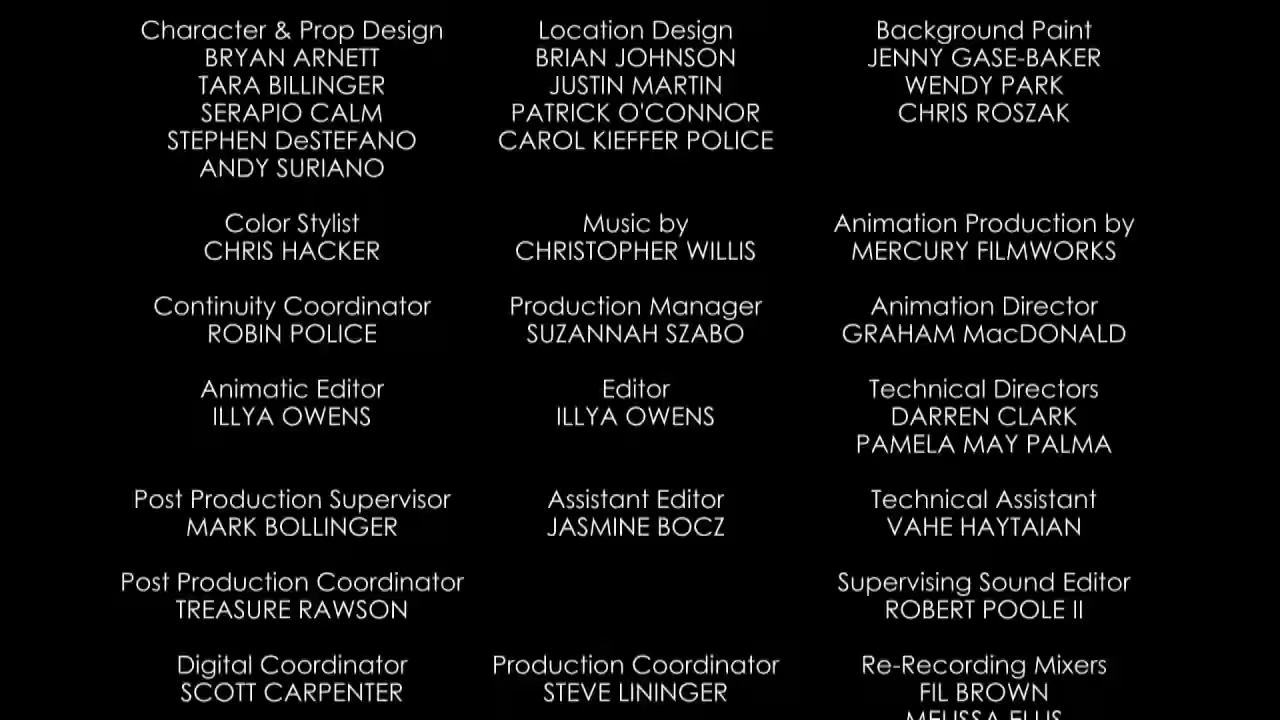 Character & Prop Design
BRYAN ARNETT
TARA BILLINGER
SERAPIO CALM
STEPHEN DeSTEFANO
ANDY SURIANO
Location Design
BRIAN JOHNSON
JUSTIN MARTIN
PATRICK O'CONNOR
CAROL KIEFFER POLICE
Background Paint
JENNY GASE-BAKER
WENDY PARK
CHRIS ROSZAK
Color Stylist
CHRIS HACKER
Music by
CHRISTOPHER WILLIS
Animation Production by
MERCURY FILMWORKS
Continuity Coordinator
ROBIN POLICE
Production Manager
SUZANNAH SZABO
Animation Director
GRAHAM MacDONALD
Animatic Editor
ILLYA OWENS
Editor
ILLYA OWENS
Technical Directors
DARREN CLARK
PAMELA MAY PALMA
Post Production Supervisor
MARK BOLLINGER
Assistant Editor
JASMINE BOCZ
Technical Assistant
VAHE HAYTAIAN
Post Production Coordinator
TREASURE RAWSON
Supervising Sound Editor
ROBERT POOLE II
Digital Coordinator
SCOTT CARPENTER
Production Coordinator
STEVE LININGER
Re-Recording Mixers
FIL BROWN
MELISSA ELLIS